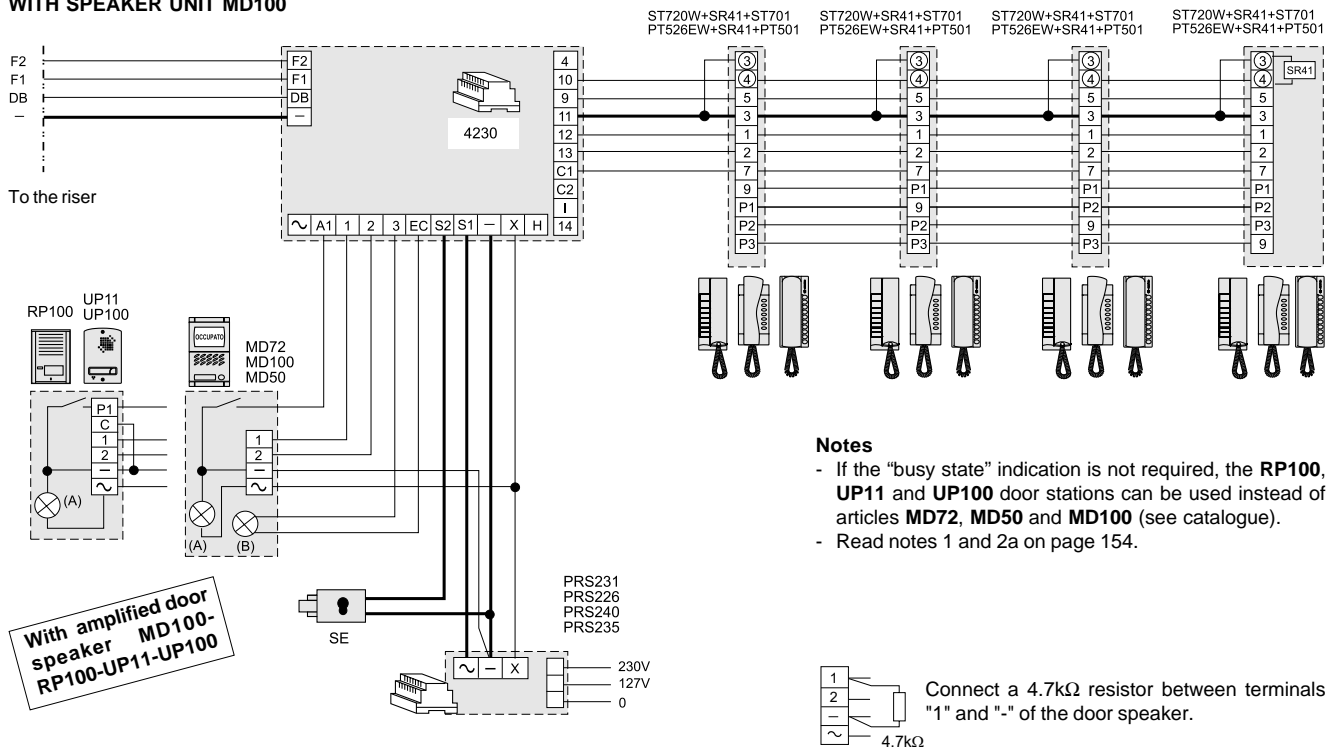 WITH SPEAKER UNIT MD100
ST720W+SR41+ST701
PT526EW+SR41+PT501
ST720W+SR41+ST701
PT526EW+SR41+PT501
ST720W+SR41+ST701
PT526EW+SR41+PT501
ST720W+SR41+ST701
PT526EW+SR41+PT501
F2
F1
DB
–
To the riser
F2
F1
DB
–
4230
4
10
9
11
12
13
C1
C2
I
14
~ A1 1 2 3 EC S2 S1 – X H
3
4
5
3
1
2
7
9
P1
P2
P3
3
4
5
3
1
2
7
P1
9
P2
P3
3
4
5
3
1
2
7
P1
P2
9
P3
3
4
SR41
5
3
1
2
7
P1
P2
P3
9
RP100
UP11
UP100
P1
C
1
2
–
~
(A)
OCCUPATO
MD72
MD100
MD50
1
2
–
~
(A)
(B)
SE
PRS231
PRS226
PRS240
PRS235
~ – X
230V
127V
0
With amplified door
speaker MD100-
RP100-UP11-UP100
Notes
- If the “busy state” indication is not required, the RP100,
UP11 and UP100 door stations can be used instead of
articles MD72, MD50 and MD100 (see catalogue).
- Read notes 1 and 2a on page 154.
1
2
–
~
4.7kΩ
Connect a 4.7kΩ resistor between terminals
"1" and "-" of the door speaker.